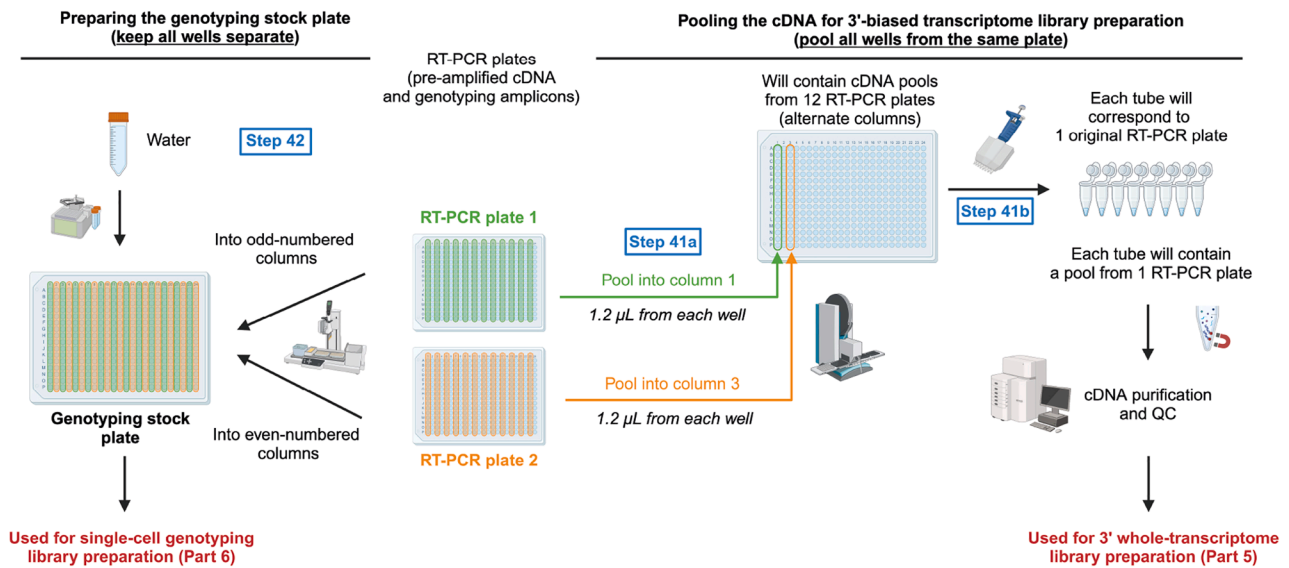 Preparing the genotyping stock plate
(keep all wells separate)
Pooling the cDNA for 3'-biased transcriptome library preparation
(pool all wells from the same plate)
RT-PCR plates
(pre-amplified cDNA
and genotyping amplicons)
Water
Step 42
Into odd-numbered
columns
Genotyping stock
plate
Into even-numbered
columns
Used for single-cell genotyping
library preparation (Part 6)
RT-PCR plate 1
RT-PCR plate 2
Step 41a
Pool into column 1
1.2 µL from each well
Pool into column 3
1.2 µL from each well
Will contain cDNA pools
from 12 RT-PCR plates
(alternate columns)
Step 41b
Each tube will
correspond to
1 original RT-PCR plate
Each tube will contain
a pool from 1 RT-PCR plate
cDNA purification
and QC
Used for 3' whole-transcriptome
library preparation (Part 5)